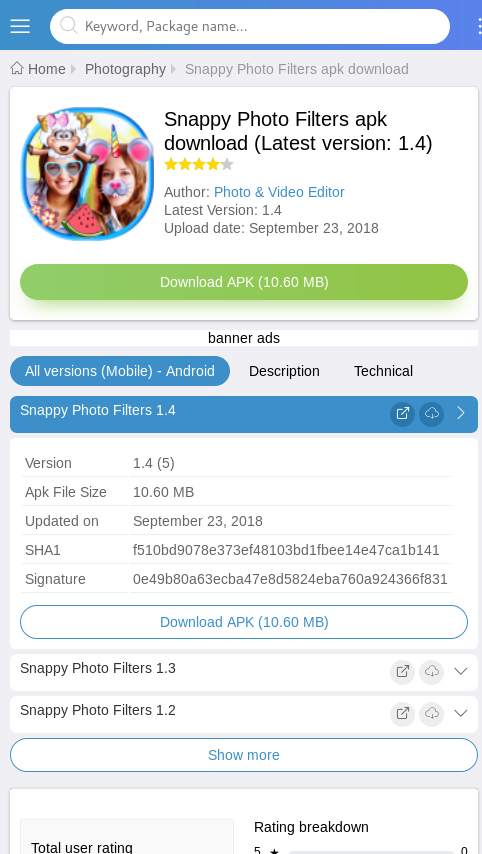 Keyword, Package name...
Home Photography Snappy Photo Filters apk download
Snappy Photo Filters apk
download (Latest version: 1.4)
Author: Photo & Video Editor
Latest Version: 1.4
Upload date: September 23, 2018
Download APK (10.60 MB)
banner ads
All versions (Mobile) - Android Description Technical
Snappy Photo Filters 1.4
Version 1.4 (5)
Apk File Size 10.60 MB
Updated on September 23, 2018
SHA1 f510bd9078e373ef48103bd1fbee14e47ca1b141
Signature 0e49b80a63ecba47e8d5824eba760a924366f831
Download APK (10.60 MB)
Snappy Photo Filters 1.3
Snappy Photo Filters 1.2
Show more
Rating breakdown
Total user rating
5 ★ 0